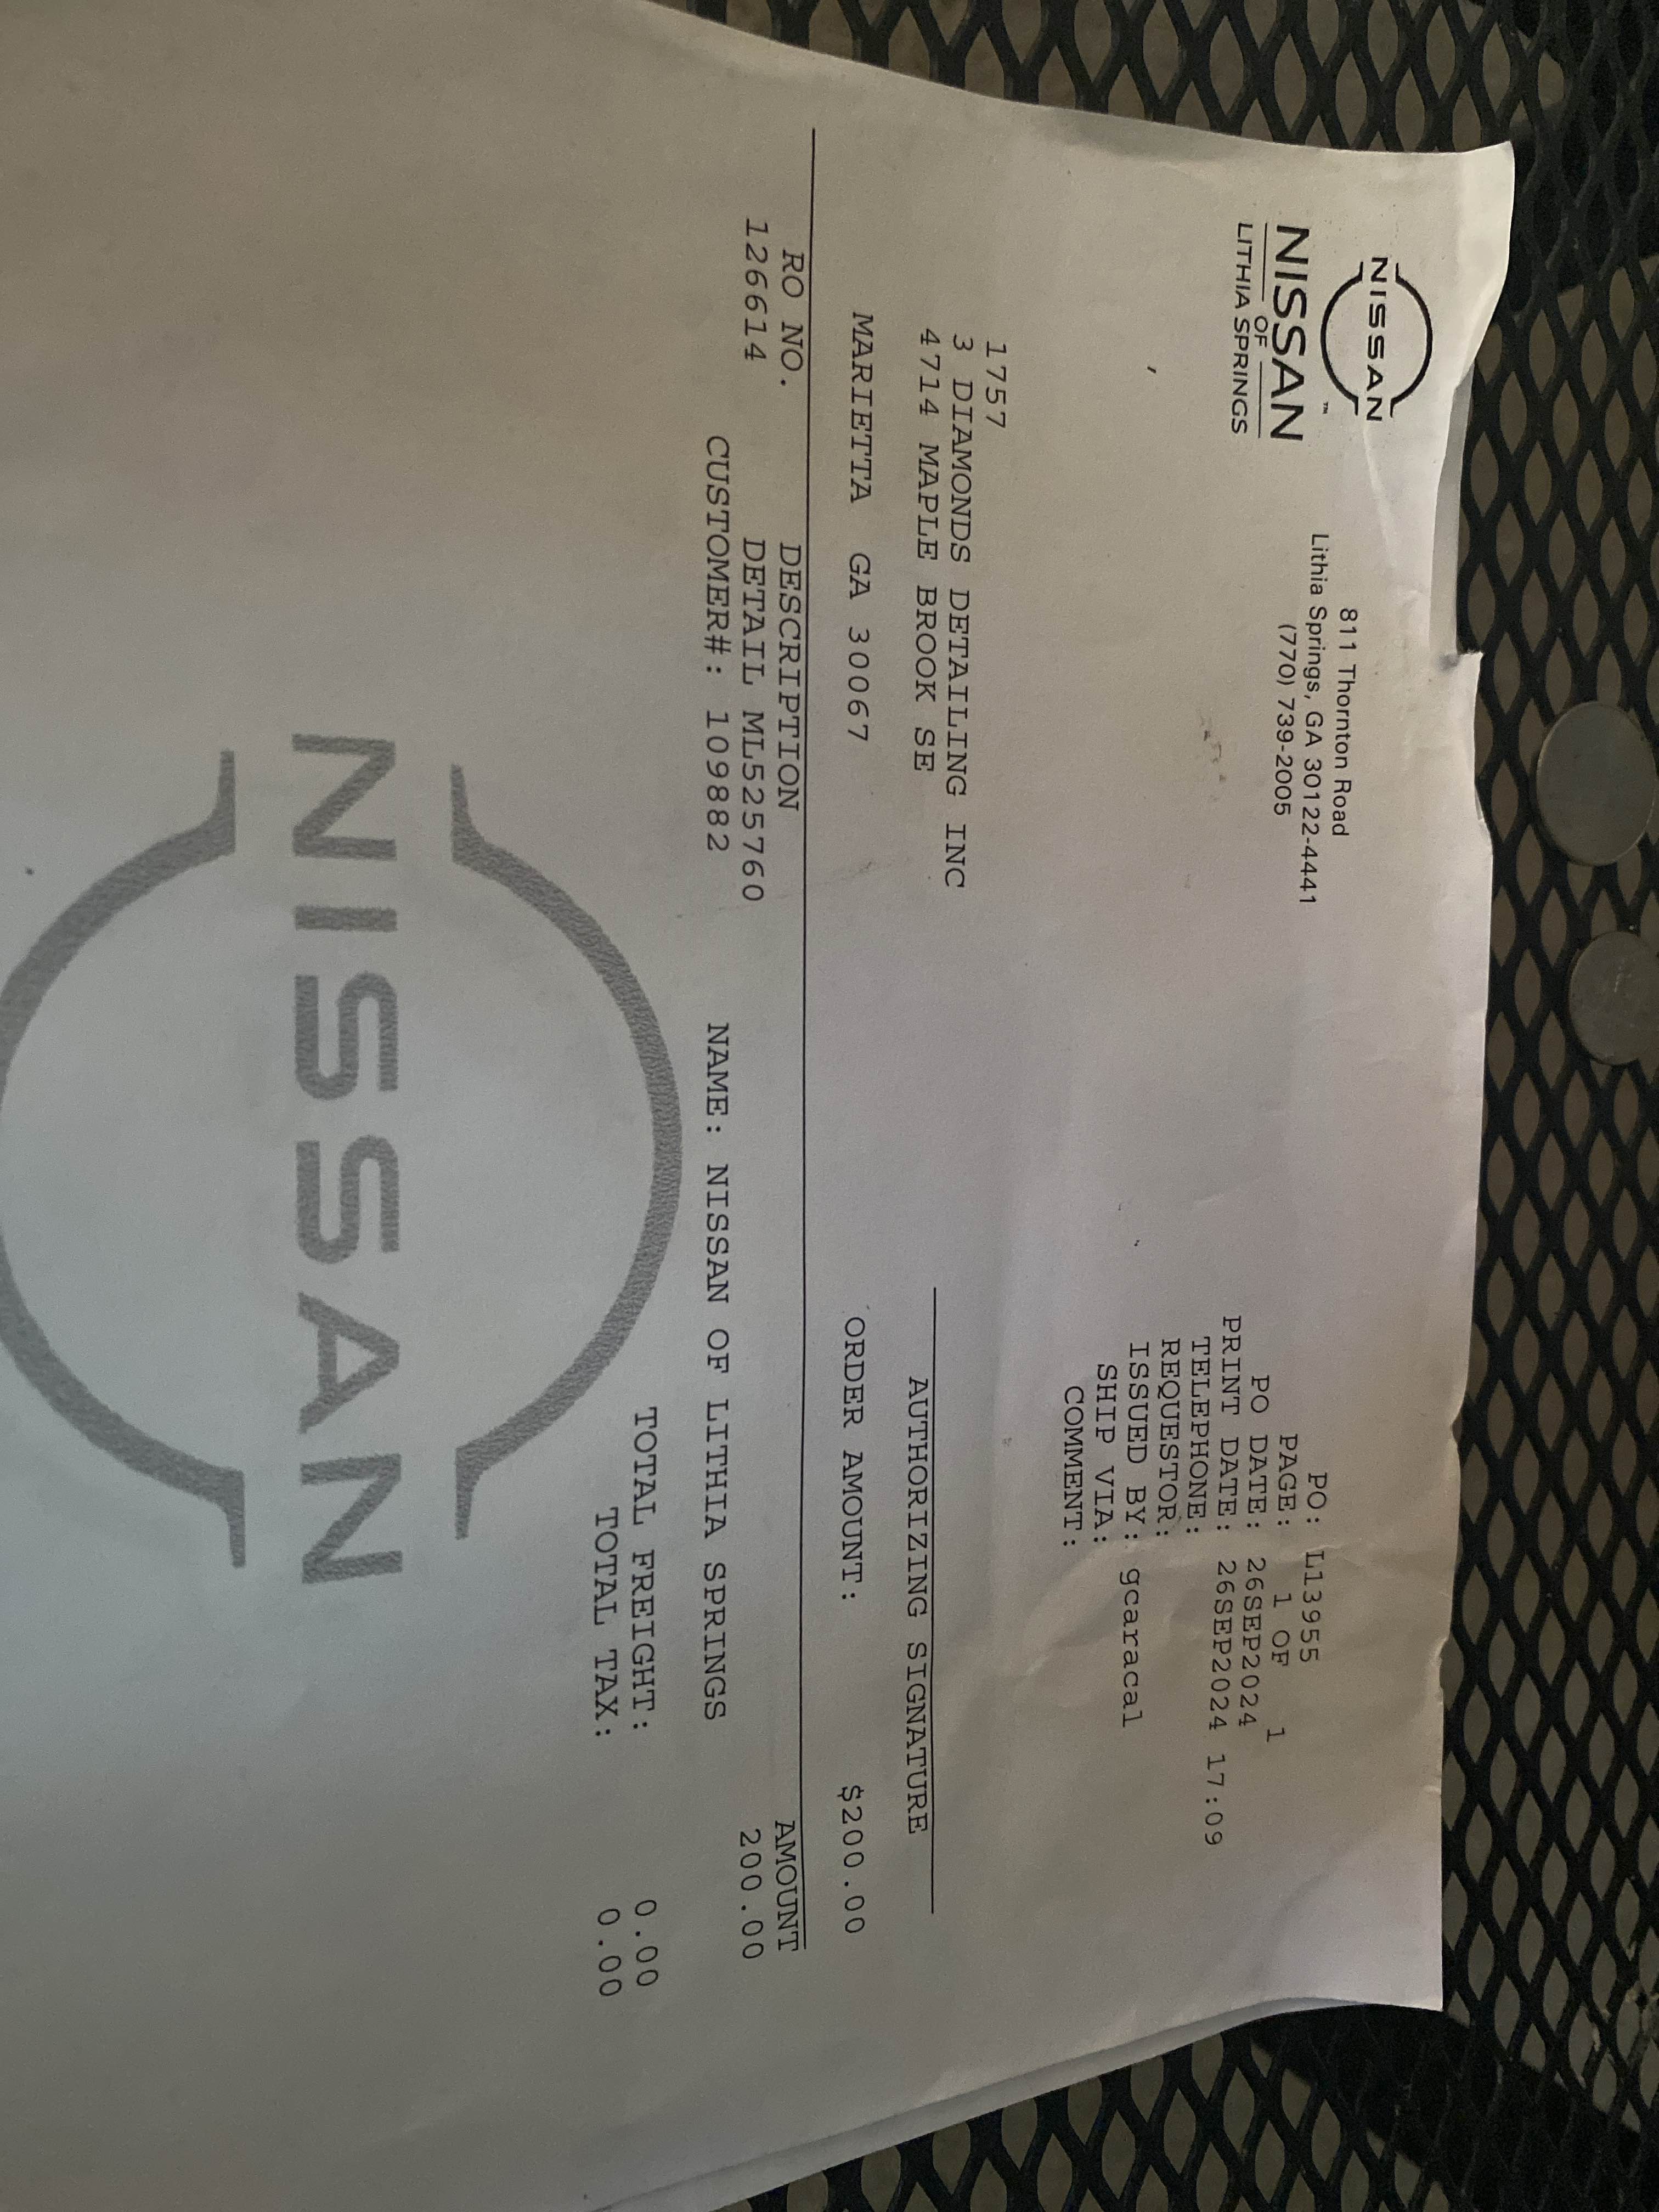 NISSAN
NISSAN
OF
LITHIA SPRINGS
811 Thornton Road
Lithia Springs, GA 30122-4441
(770) 739-2005
PO: L13955
PAGE: 1 OF 1
PO DATE: 26SEP2024
PRINT DATE: 26SEP2024 17:09
TELEPHONE:
REQUESTOR:
ISSUED BY: gcaracal
SHIP VIA:
COMMENT:
1757
3 DIAMONDS DETAILING INC
4714 MAPLE BROOK SE
MARIETTA GA 30067
AUTHORIZING SIGNATURE
ORDER AMOUNT: $200.00
RO NO. DESCRIPTION AMOUNT
126614 DETAIL ML525760 200.00
CUSTOMER#: 109882 NAME: NISSAN OF LITHIA SPRINGS
TOTAL FREIGHT: 0.00
TOTAL TAX: 0.00
NISSAN